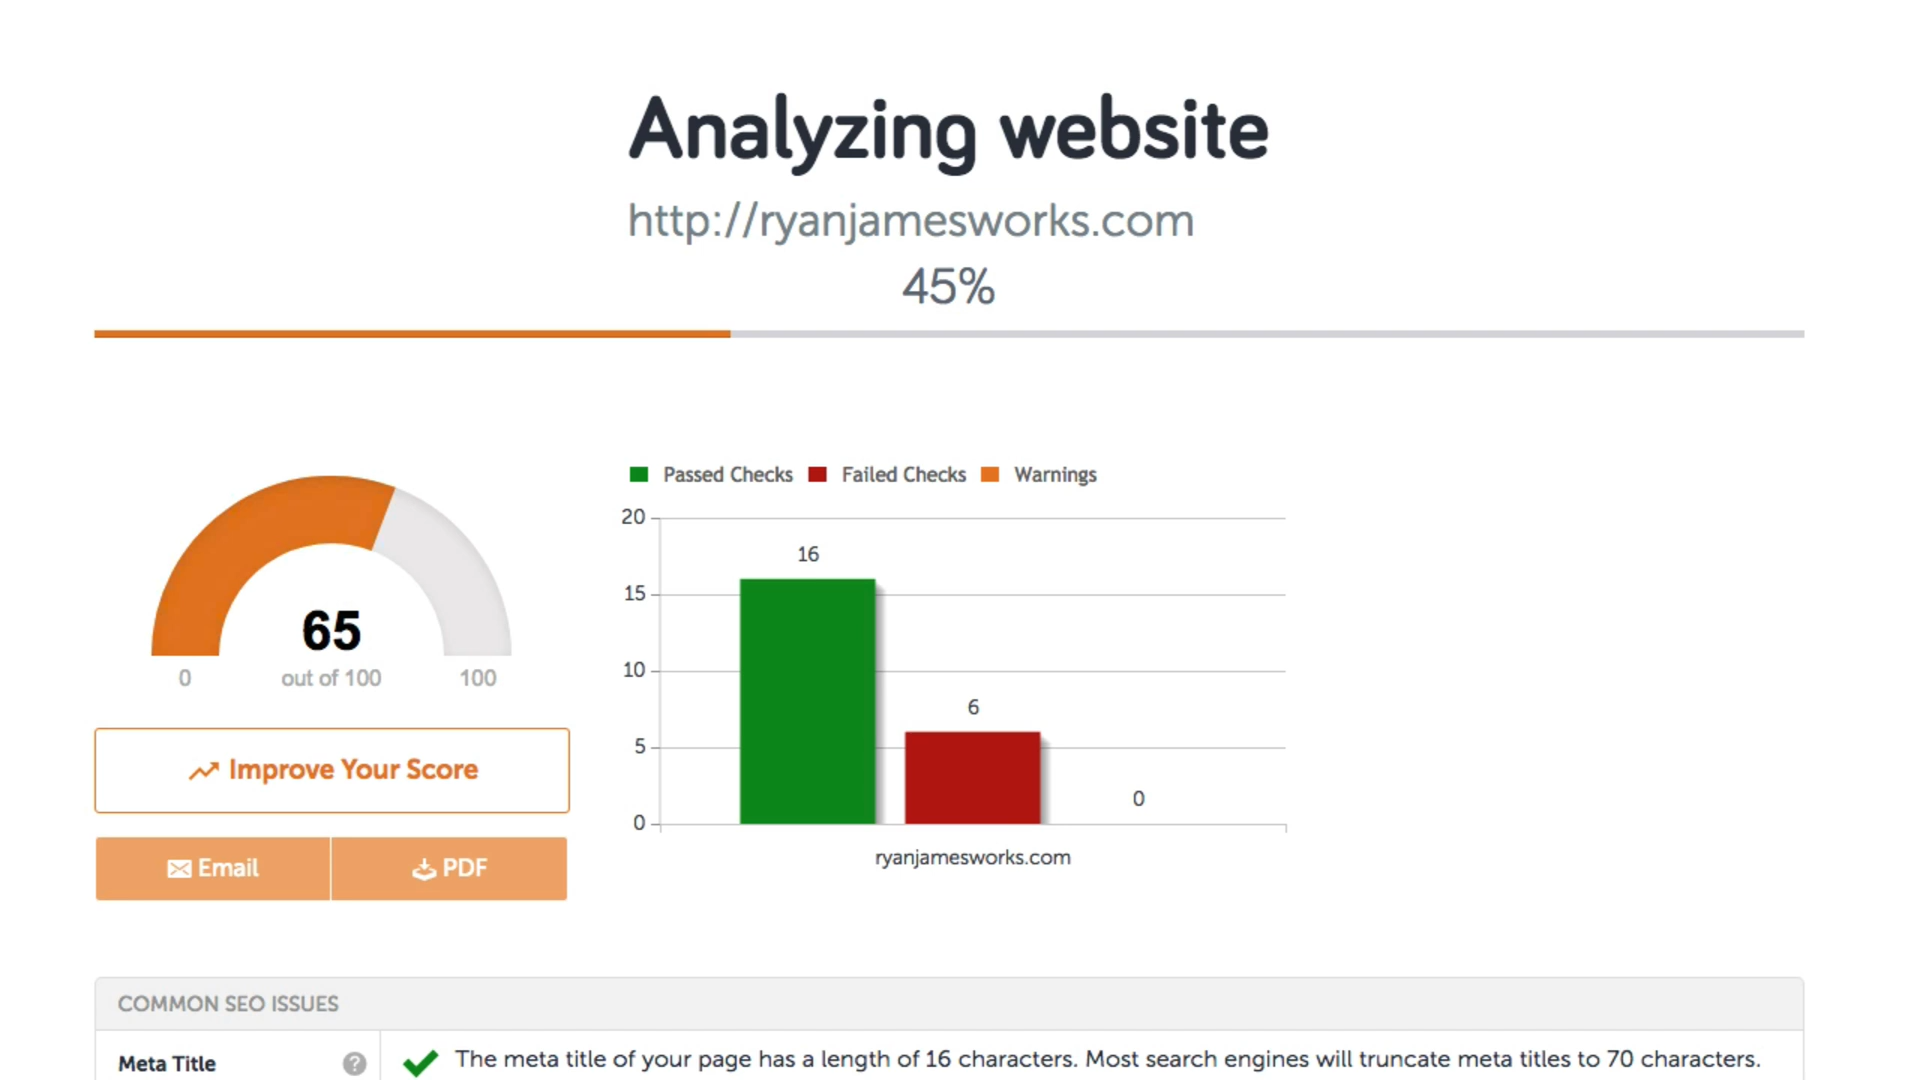 Analyzing website
http://ryanjamesworks.com
45%
Passed Checks Failed Checks Warnings
20
16
15
10
6
5
0
0
ryanjamesworks.com
65
0 out of 100 100
Improve Your Score
Email PDF
COMMON SEO ISSUES
Meta Title ? The meta title of your page has a length of 16 characters. Most search engines will truncate meta titles to 70 characters.